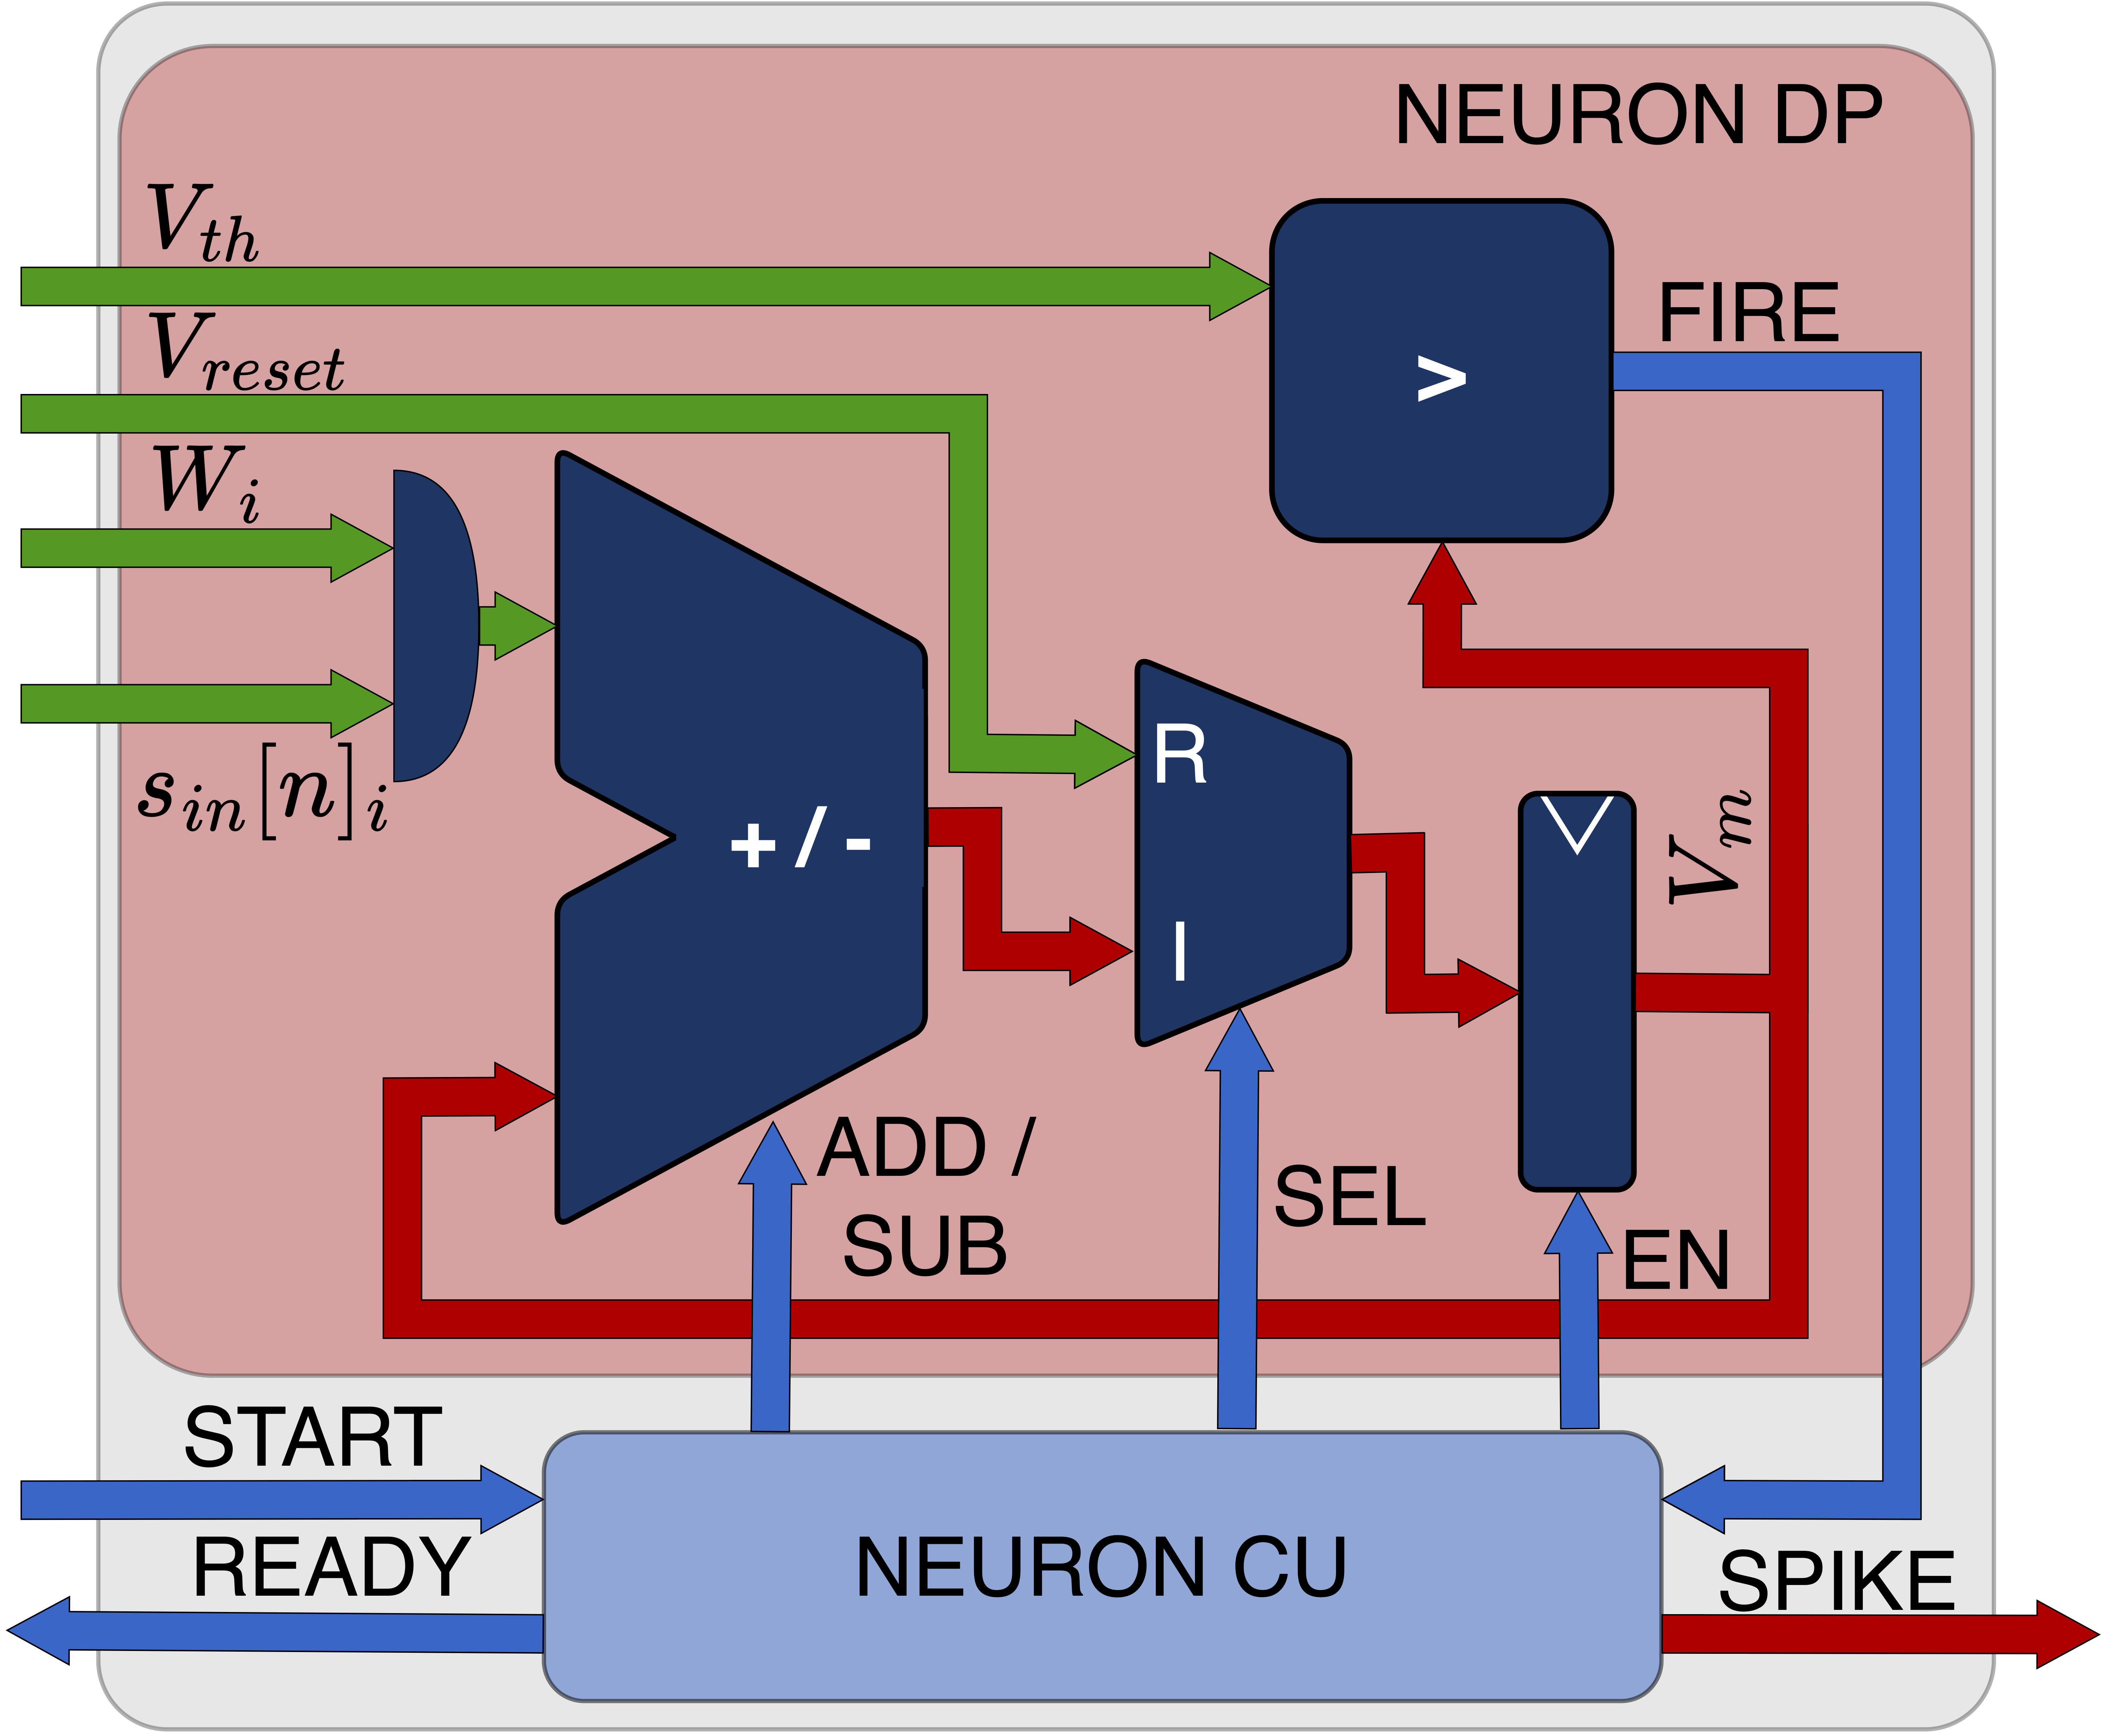 NEURON DP
V_{th}
FIRE
V_{reset}
>
W_i
s_{in}[n]_i
R
+ / -
V_m
I
ADD /
SUB
SEL
EN
START
READY
NEURON CU
SPIKE